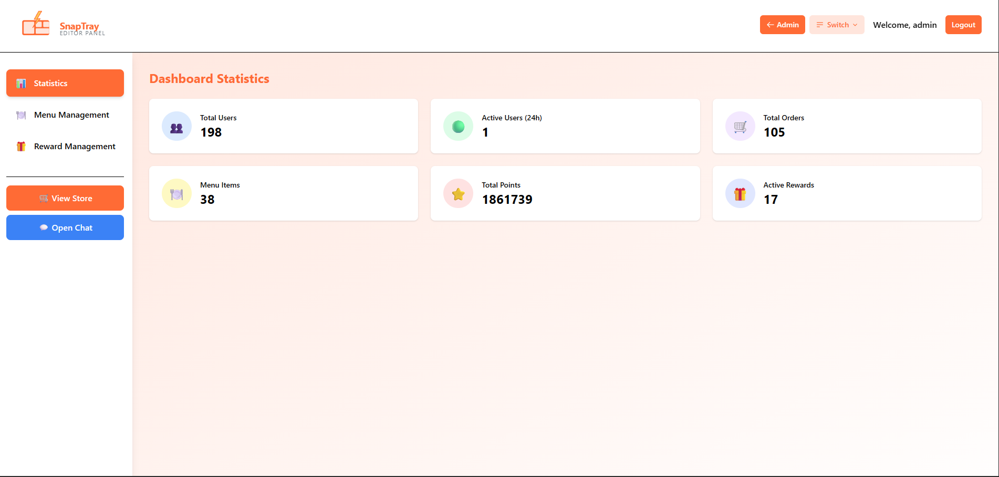 SnapTray
EDITOR PANEL
Admin
Switch
Welcome, admin
Logout
Statistics
Menu Management
Reward Management
View Store
Open Chat
Dashboard Statistics
Total Users
198
Active Users (24h)
1
Total Orders
105
Menu Items
38
Total Points
1861739
Active Rewards
17